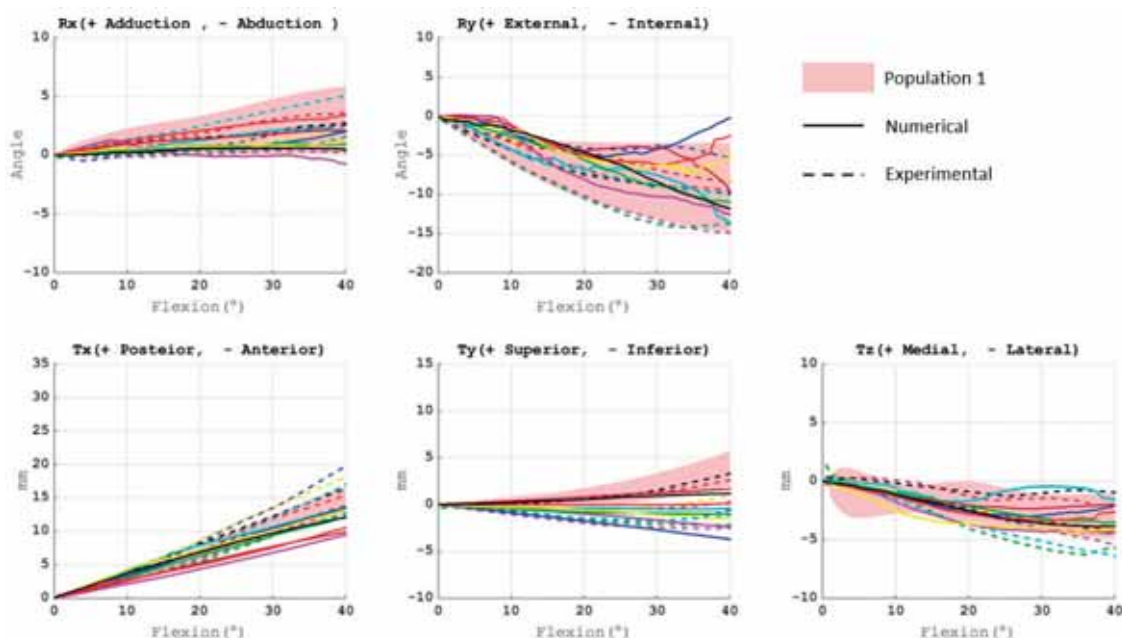 Rx(+ Adduction , - Abduction )
10
5
0
-5
-10
Angle
0 10 20 30 40
Flexion(°)
Ry(+ External, - Internal)
10
5
0
-5
-10
-15
-20
Angle
0 10 20 30 40
Flexion(°)
Population 1
Numerical
Experimental
Tx(+ Posteior, - Anterior)
35
30
25
20
15
10
5
0
mm
0 10 20 30 40
Flexion(°)
Ty(+ Superior, - Inferior)
15
10
5
0
-5
-10
mm
0 10 20 30 40
Flexion(°)
Tz(+ Medial, - Lateral)
10
5
0
-5
-10
mm
0 10 20 30 40
Flexion(°)